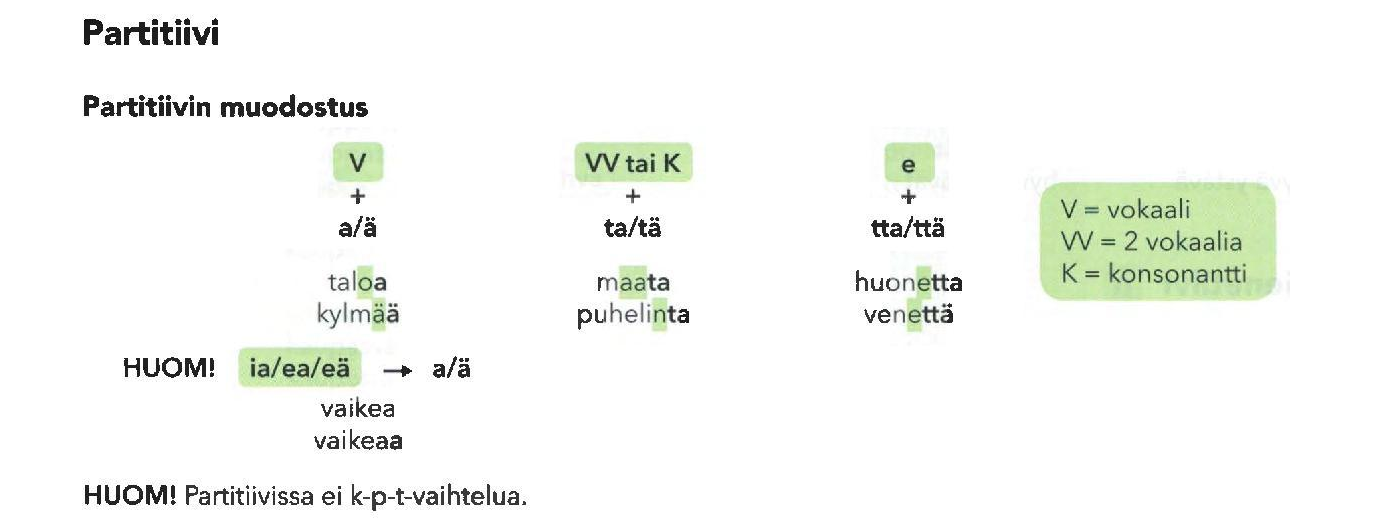 Partitiivi
Partitiivin muodostus
V VV tai K e
+ + +
a/ä ta/tä tta/ttä
taloa maata huonetta
kylmää puhelinta venettä
V = vokaali
VV = 2 vokaalia
K = konsonantti
HUOM! ia/ea/eä → a/ä
vaikea
vaikeaa
HUOM! Partitiivissa ei k-p-t-vaihtelua.